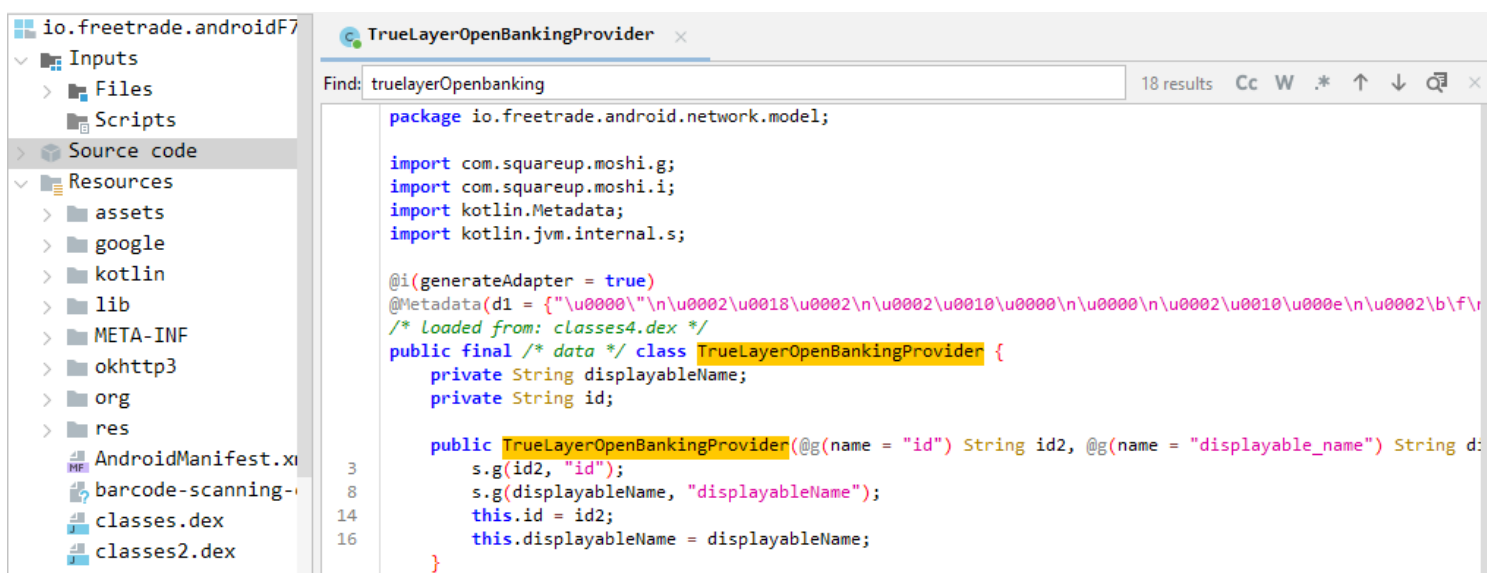 io.freetrade.androidF7
Inputs
Files
Scripts
Source code
Resources
assets
google
kotlin
lib
META-INF
okhttp3
org
res
AndroidManifest.x
barcode-scanning-
classes.dex
classes2.dex
TrueLayerOpenBankingProvider
Find: truelayerOpenbanking 18 results Cc W .*
package io.freetrade.android.network.model;
import com.squareup.moshi.g;
import com.squareup.moshi.i;
import kotlin.Metadata;
import kotlin.jvm.internal.s;
@i(generateAdapter = true)
@Metadata(d1 = {"\u0000\"\n\u0002\u0018\u0002\n\u0002\u0010\u0000\n\u0000\n\u0002\u0010\u000e\n\u0002\b\f\
/* loaded from: classes4.dex */
public final /* data */ class TrueLayerOpenBankingProvider {
private String displayableName;
private String id;
public TrueLayerOpenBankingProvider(@g(name = "id") String id2, @g(name = "displayable_name") String d
3 s.g(id2, "id");
8 s.g(displayableName, "displayableName");
14 this.id = id2;
16 this.displayableName = displayableName;
}